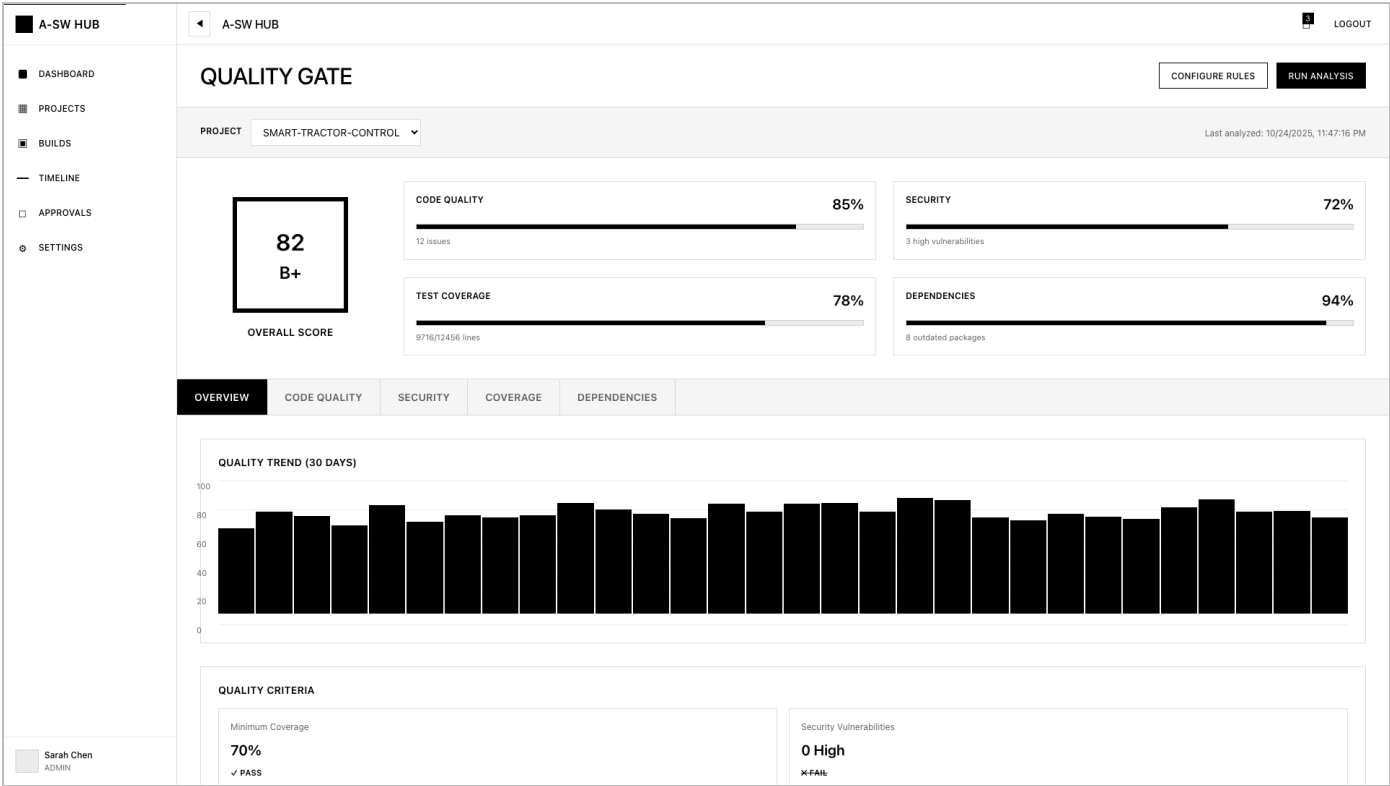 A-SW HUB
DASHBOARD
PROJECTS
BUILDS
TIMELINE
APPROVALS
SETTINGS
Sarah Chen
ADMIN
A-SW HUB
3
LOGOUT
QUALITY GATE
CONFIGURE RULES
RUN ANALYSIS
PROJECT
SMART-TRACTOR-CONTROL
Last analyzed: 10/24/2025, 11:47:16 PM
82
B+
OVERALL SCORE
CODE QUALITY
85%
12 issues
SECURITY
72%
3 high vulnerabilities
TEST COVERAGE
78%
9716/12456 lines
DEPENDENCIES
94%
8 outdated packages
OVERVIEW
CODE QUALITY
SECURITY
COVERAGE
DEPENDENCIES
QUALITY TREND (30 DAYS)
100
80
60
40
20
0
QUALITY CRITERIA
Minimum Coverage
70%
✓ PASS
Security Vulnerabilities
0 High
✕ FAIL